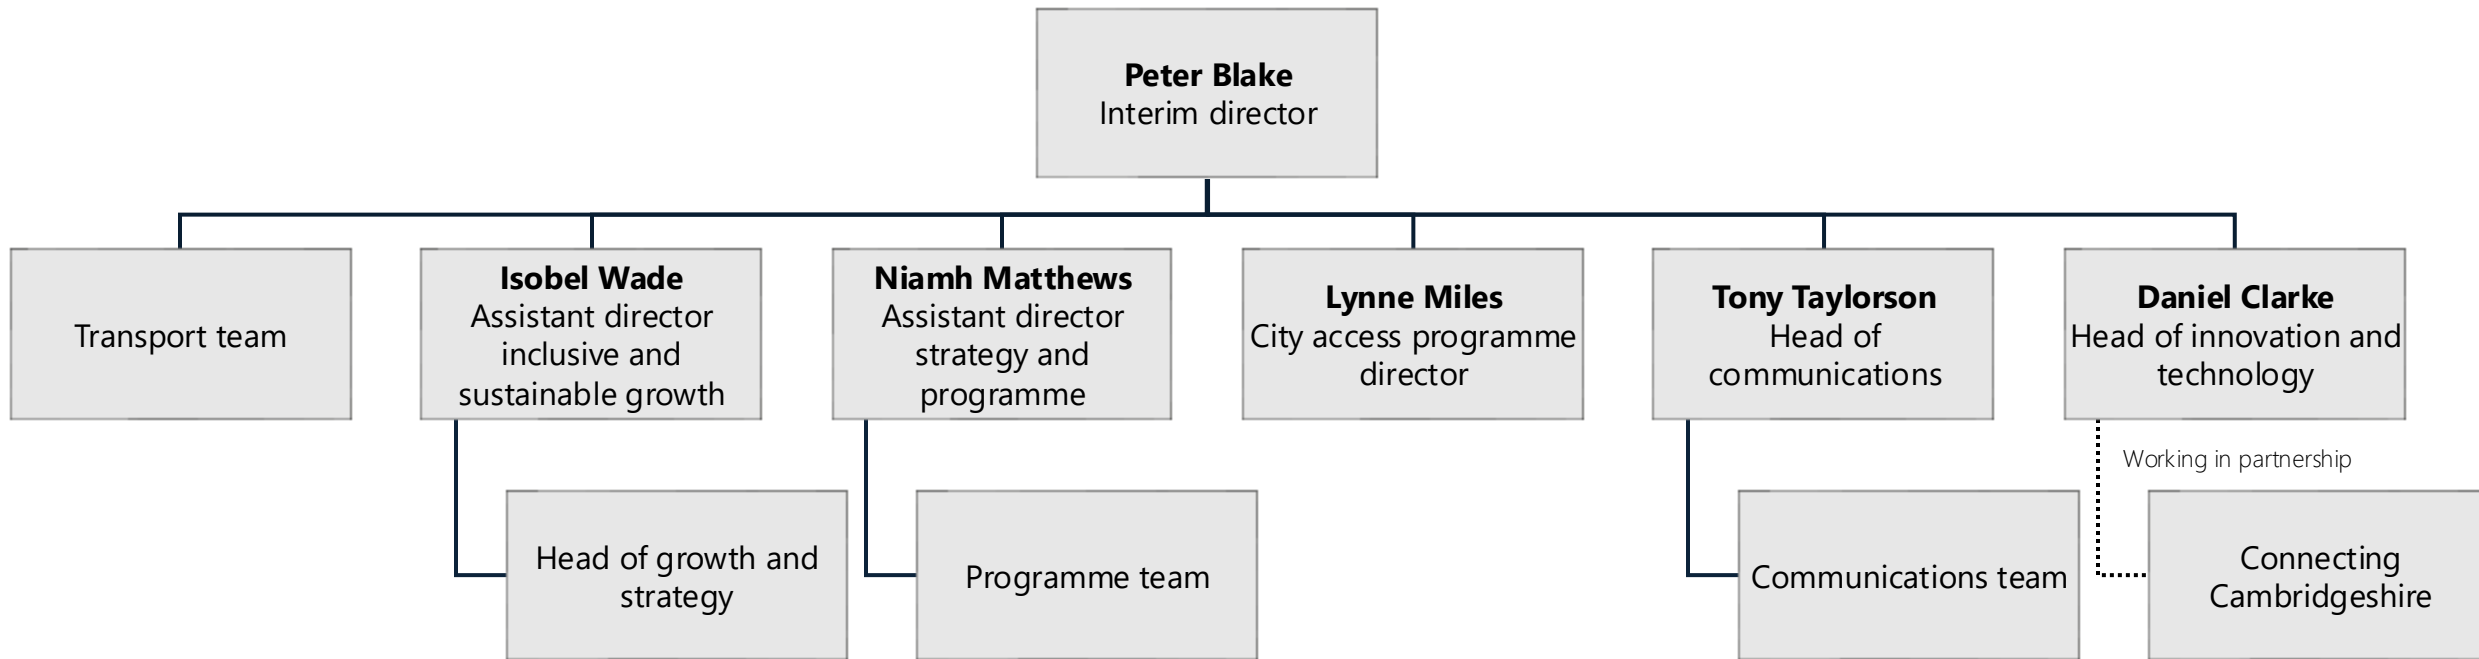 Peter Blake
Interim director
Transport team
Isobel Wade
Assistant director
inclusive and
sustainable growth
Niamh Matthews
Assistant director
strategy and
programme
Lynne Miles
City access programme
director
Tony Taylorson
Head of
communications
Daniel Clarke
Head of innovation and
technology
Working in partnership
Head of growth and
strategy
Programme team
Communications team
Connecting
Cambridgeshire